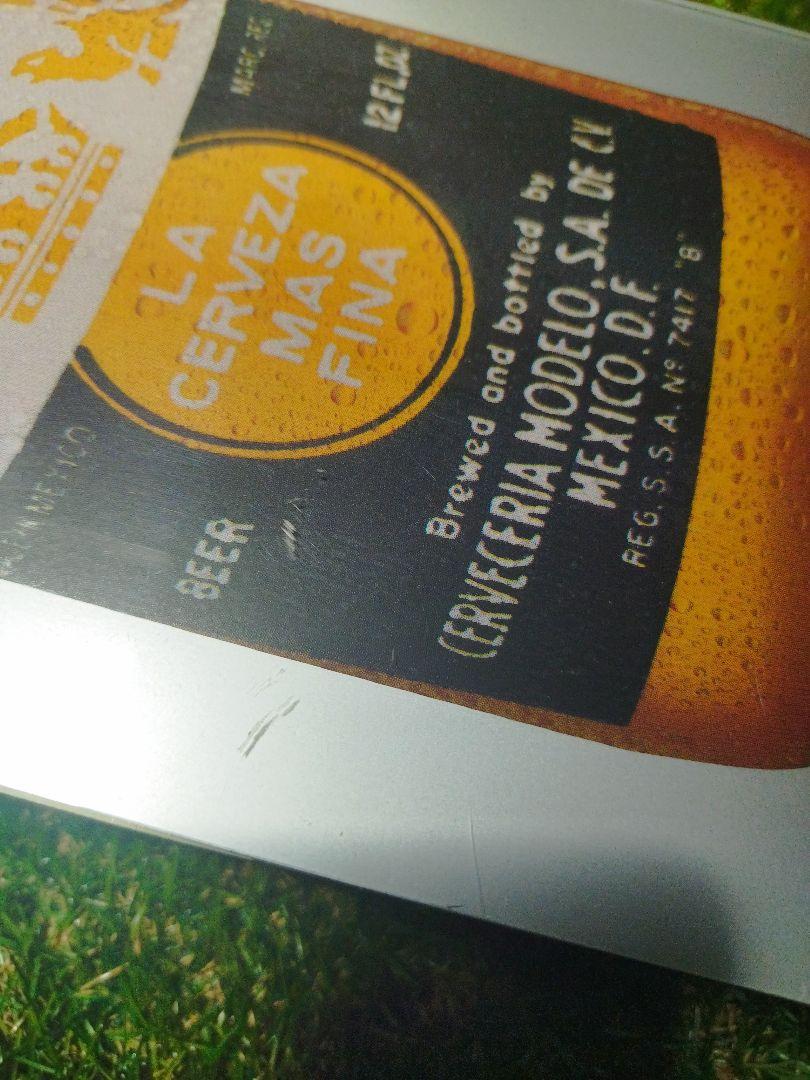 MARC. REG.
12 FL.OZ.
LA
CERVEZA
MAS
FINA
MEXICO
BEER
Brewed and bottled by
CERVECERIA MODELO, S.A. DE C.V.
MEXICO. D.F.
REG. S.S.A. Nº 7417 "B"